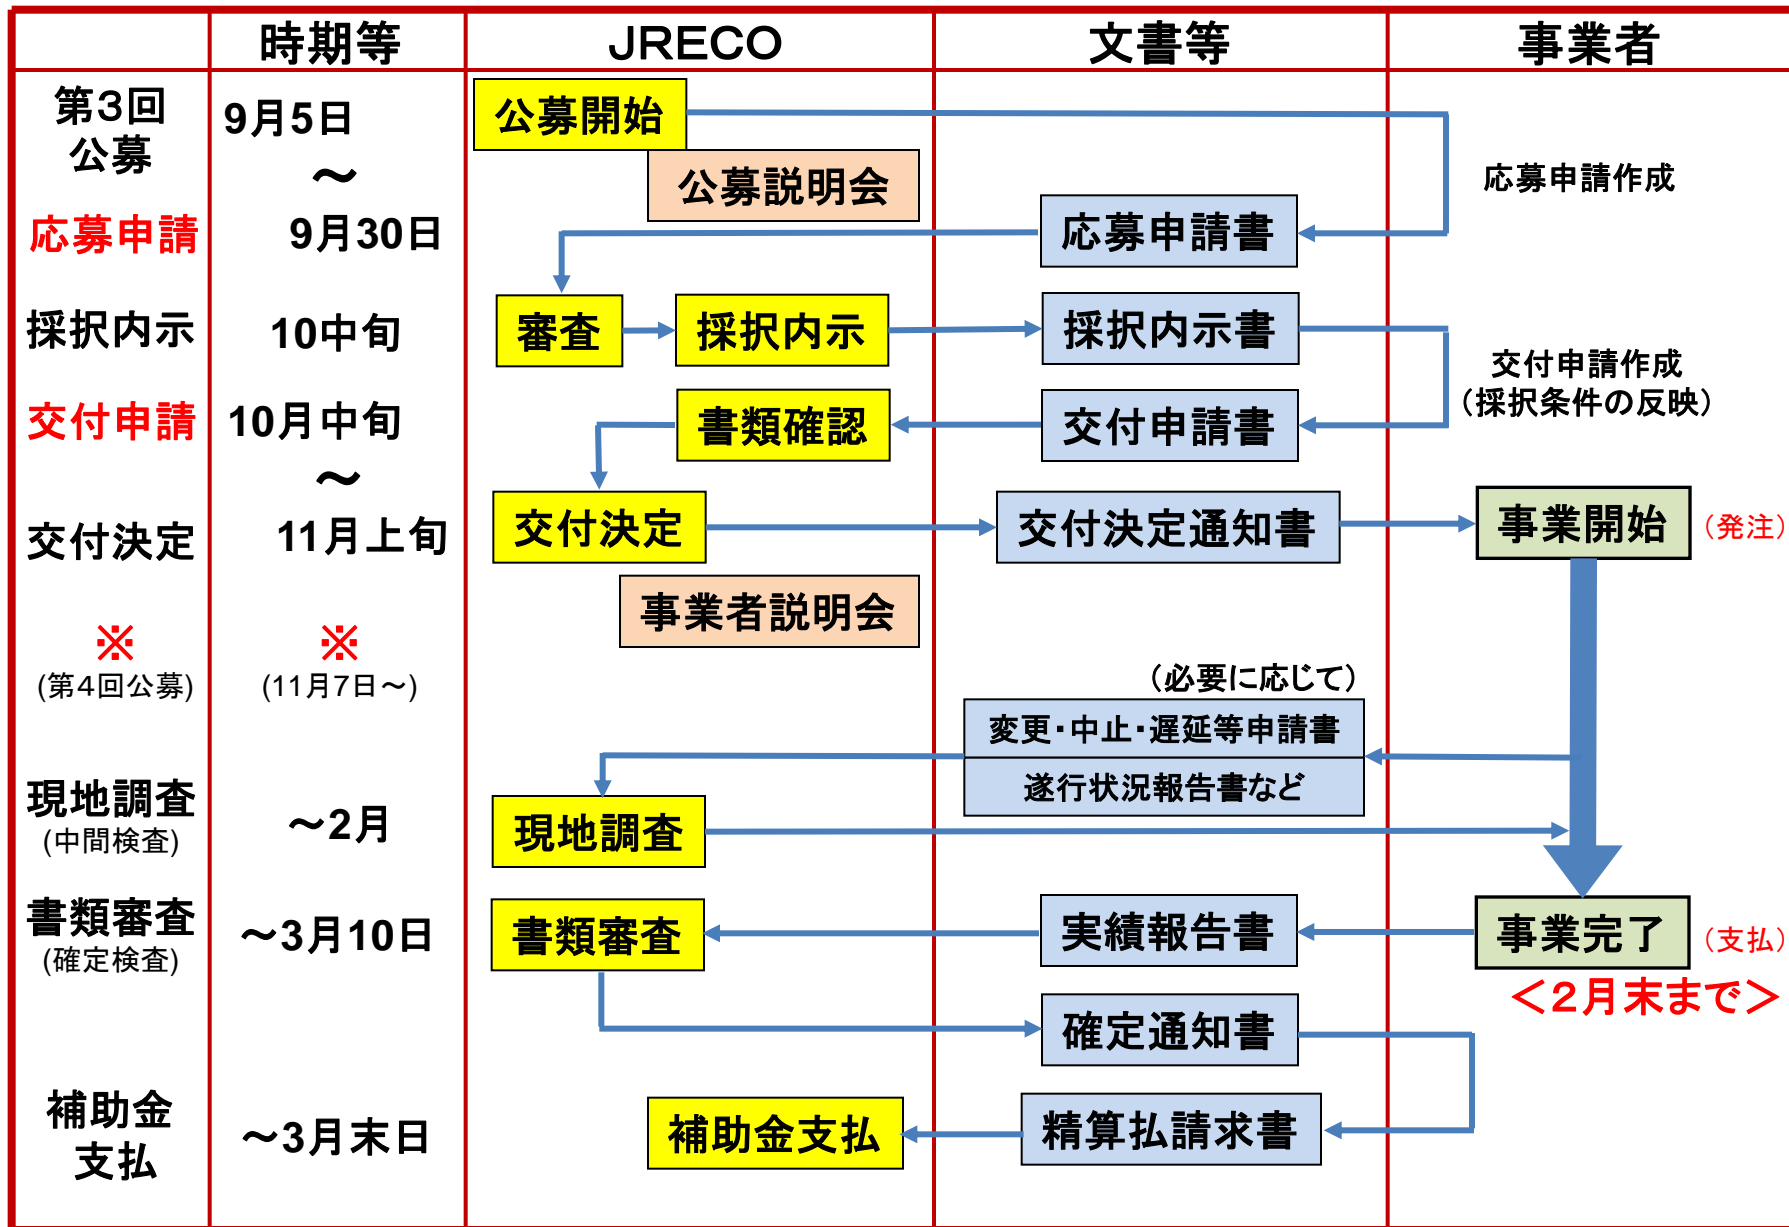 時期等
JRECO
文書等
事業者
第3回
公募
9月5日
～
公募開始
公募説明会
応募申請作成
応募申請
9月30日
応募申請書
採択内示
10中旬
審査
採択内示
採択内示書
交付申請作成
(採択条件の反映)
交付申請
10月中旬
～
書類確認
交付申請書
交付決定
11月上旬
交付決定
交付決定通知書
事業開始
（発注）
事業者説明会
※
(第4回公募)
※
(11月7日～)
(必要に応じて)
変更・中止・遅延等申請書
遂行状況報告書など
現地調査
(中間検査)
～2月
現地調査
書類審査
(確定検査)
～3月10日
書類審査
実績報告書
事業完了
（支払）
＜2月末まで＞
確定通知書
補助金
支払
～3月末日
補助金支払
精算払請求書